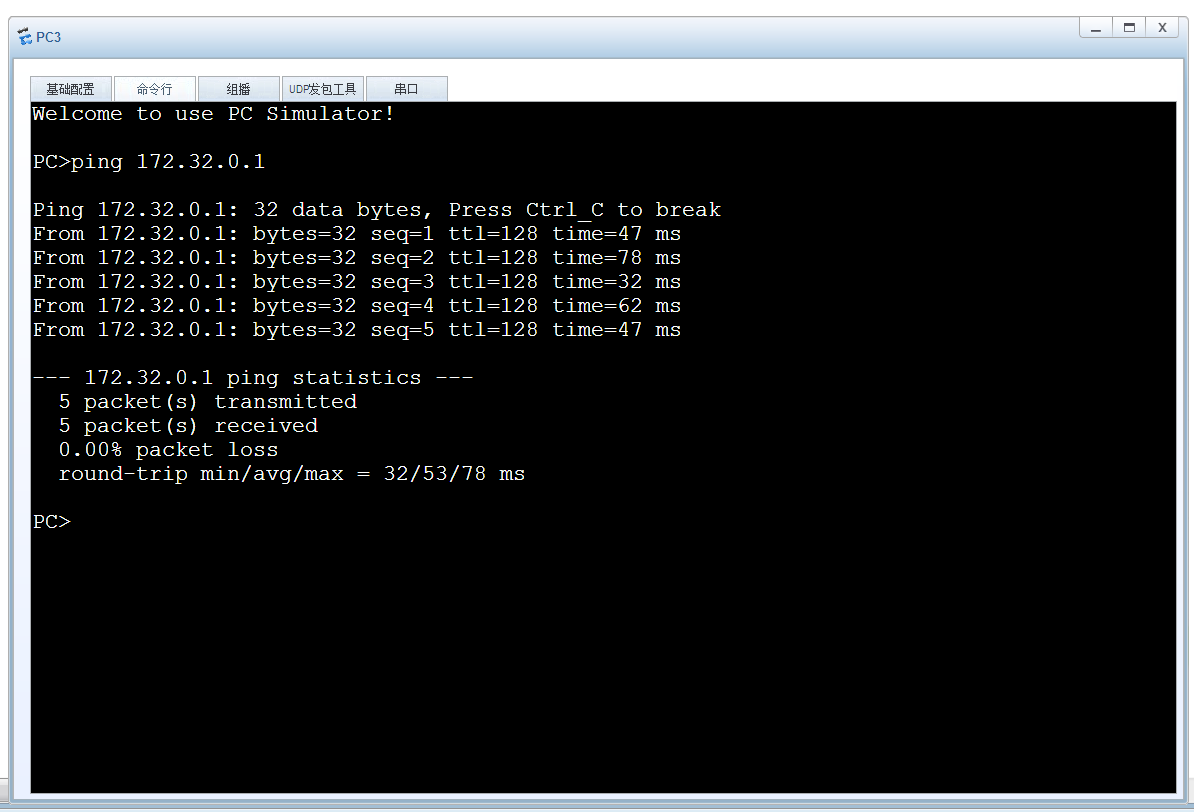 PC3
X
基础配置 命令行 组播 UDP发包工具 串口
Welcome to use PC Simulator!
PC>ping 172.32.0.1
Ping 172.32.0.1: 32 data bytes, Press Ctrl_C to break
From 172.32.0.1: bytes=32 seq=1 ttl=128 time=47 ms
From 172.32.0.1: bytes=32 seq=2 ttl=128 time=78 ms
From 172.32.0.1: bytes=32 seq=3 ttl=128 time=32 ms
From 172.32.0.1: bytes=32 seq=4 ttl=128 time=62 ms
From 172.32.0.1: bytes=32 seq=5 ttl=128 time=47 ms
--- 172.32.0.1 ping statistics ---
5 packet(s) transmitted
5 packet(s) received
0.00% packet loss
round-trip min/avg/max = 32/53/78 ms
PC>